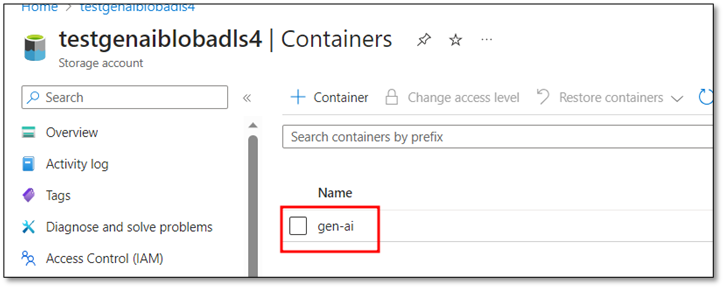 Home > testgenaiblobadls4
testgenaiblobadls4 | Containers
Storage account
Search
+ Container Change access level Restore containers
Search containers by prefix
Overview
Activity log
Tags
Diagnose and solve problems
Access Control (IAM)
Name
gen-ai